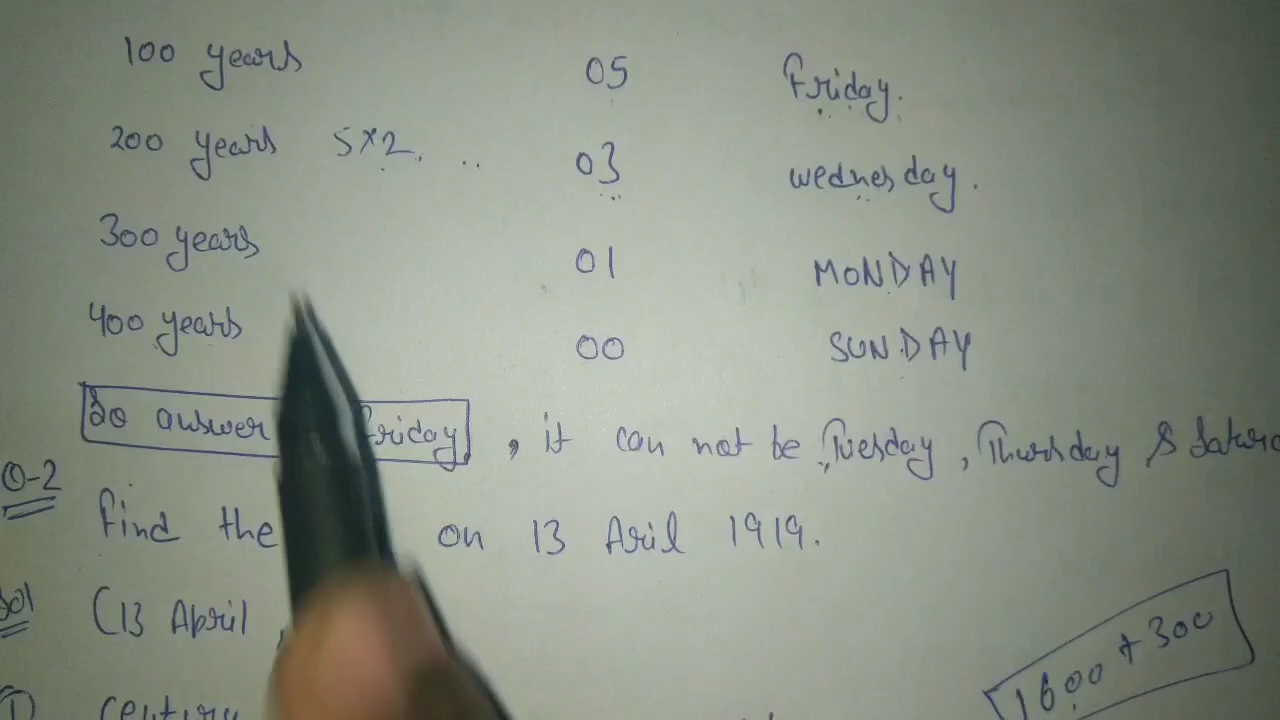 100 years 05 Friday.
200 years 5×2. .. 03 wednesday.
300 years 01 MONDAY
400 years 00 SUNDAY
So answer Friday , it can not be Tuesday , Thursday &
Q-2
Find the on 13 Aril 1919.
Sol
(13 April ,
1600 + 300
① century